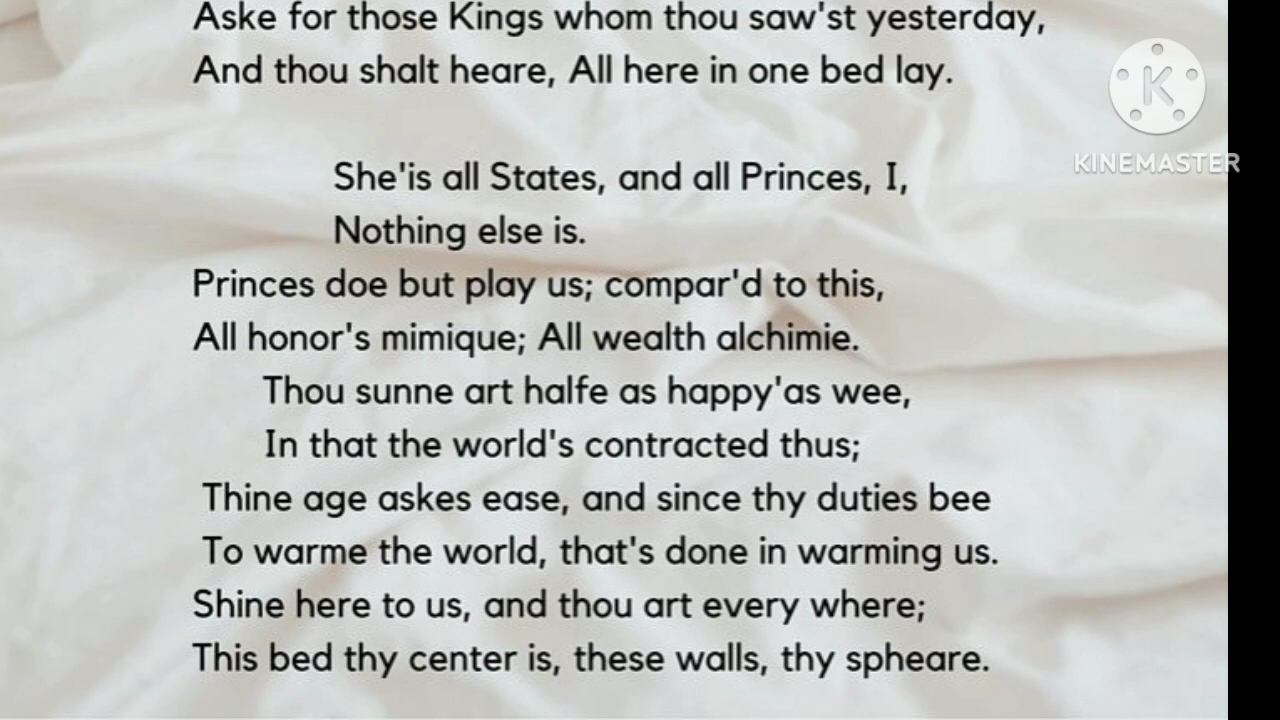 Aske for those Kings whom thou saw'st yesterday,
And thou shalt heare, All here in one bed lay.
KINEMASTER
She'is all States, and all Princes, I,
Nothing else is.
Princes doe but play us; compar'd to this,
All honor's mimique; All wealth alchimie.
Thou sunne art halfe as happy'as wee,
In that the world's contracted thus;
Thine age askes ease, and since thy duties bee
To warme the world, that's done in warming us.
Shine here to us, and thou art every where;
This bed thy center is, these walls, thy spheare.